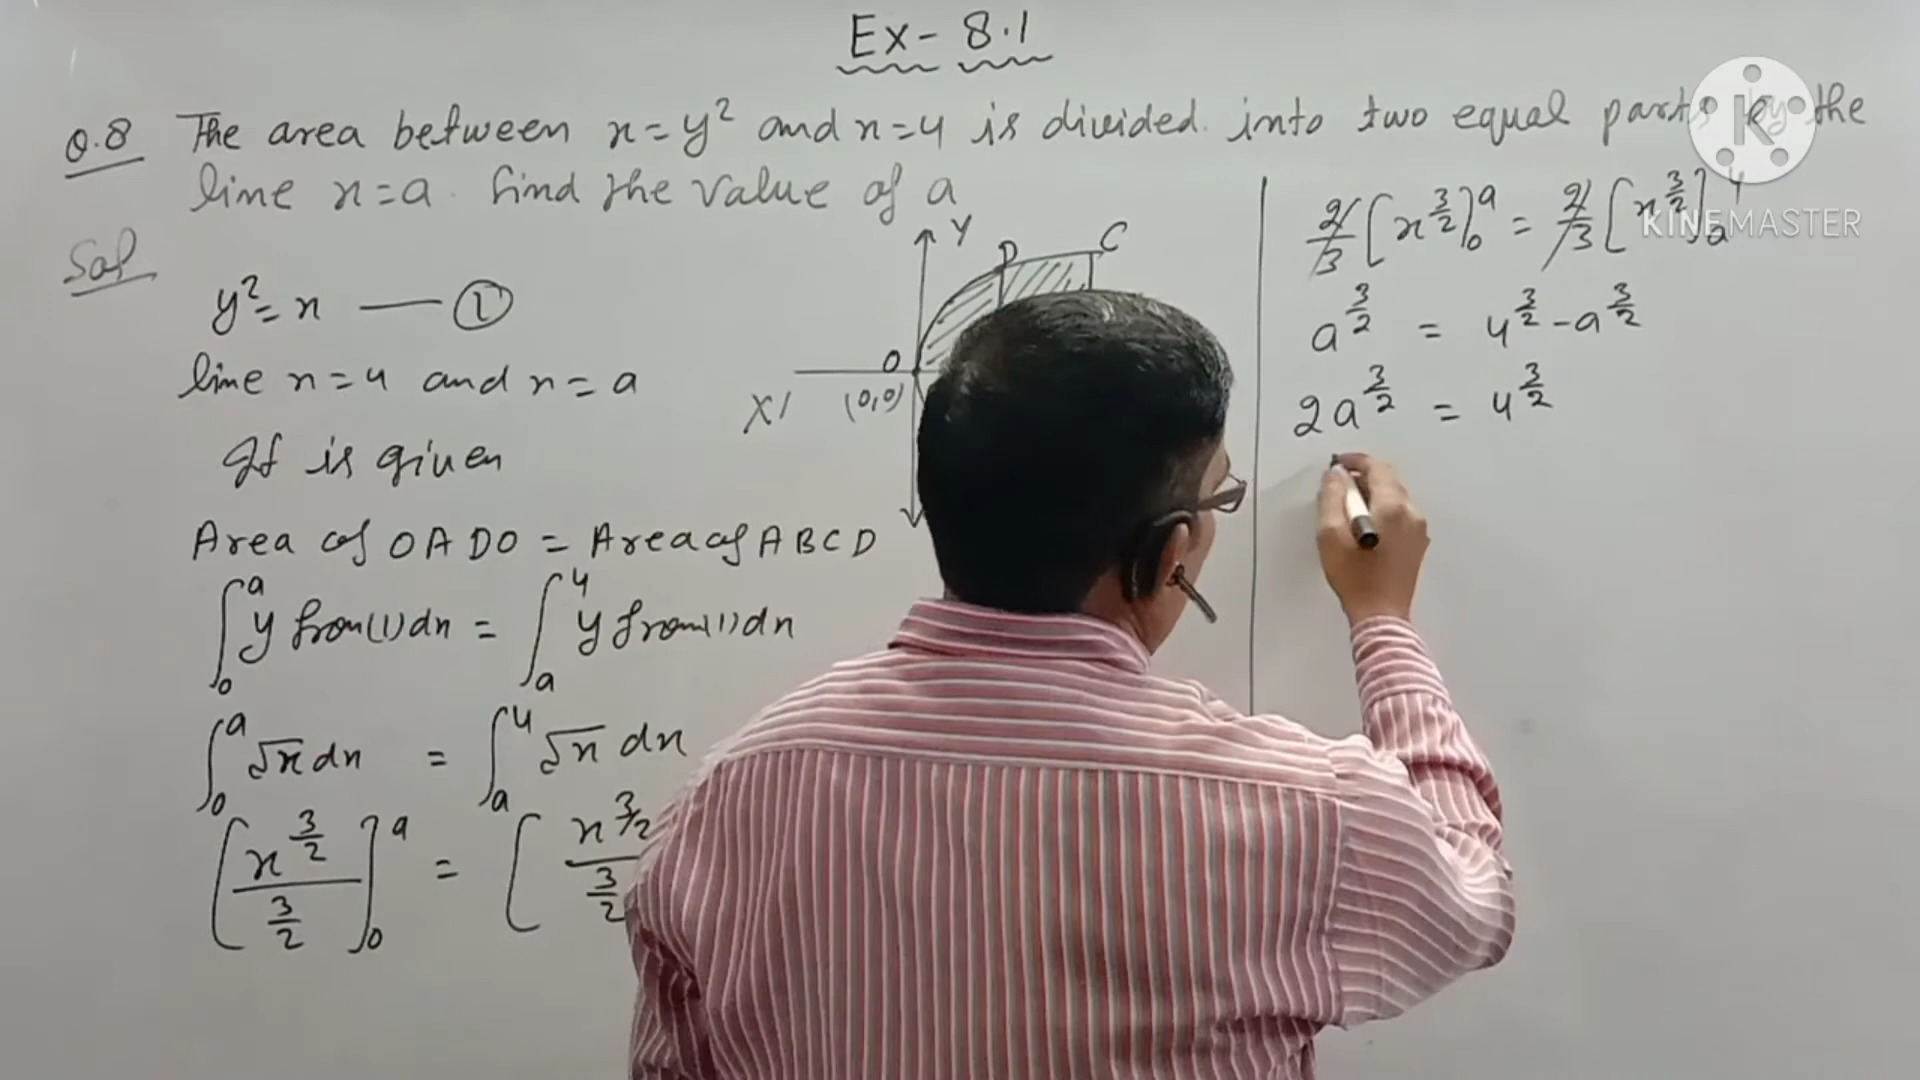 Ex- 8.1
Q.8 The area between x=y² and x=4 is divided into two equal parts by the
line x=a. Find the value of a
Sol
y²=x —— ①
line x=4 and x=a
It is given
Area of OADO = Area of ABCD
∫₀ᵃ y from(1)dx = ∫ₐ⁴ y from(1)dx
∫₀ᵃ √x dx = ∫ₐ⁴ √x dx
[x^(3/2)/(3/2)]₀ᵃ = [x^(3/2)/(3/2)
Y
D C
O
X' (0,0)
2/3 [x^(3/2)]₀ᵃ = 2/3 [x^(3/2)]ₐ⁴
a^(3/2) = 4^(3/2) - a^(3/2)
2a^(3/2) = 4^(3/2)
K
KINEMASTER